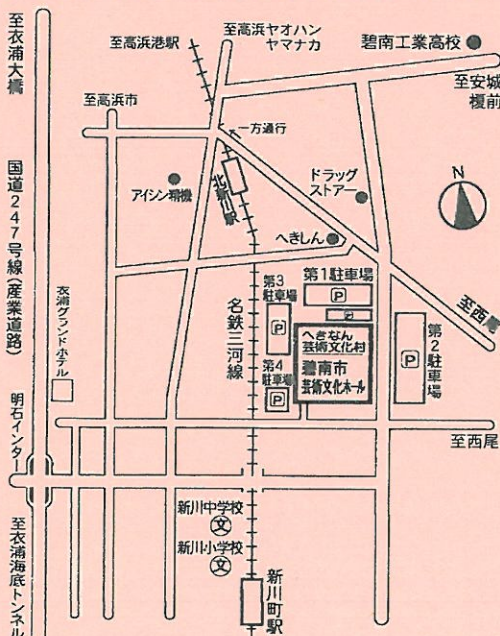 至衣浦大橋
至高浜港駅
至高浜ヤオハン
ヤマナカ
碧南工業高校
至安城
榎前
至高浜市
一方通行
国道247号線(産業道路)
アイシン
北新川駅
ドラッグ
ストアー
N
へきしん
至西尾
衣浦グランドホテル
名鉄三河線
第3
駐車場
P
第1駐車場
P
P
へきなん
芸術文化村
碧南市
芸術文化ホール
第2駐車場
P
第4
駐車場
P
明石インター
至西尾
新川中学校
文
新川小学校
文
新川町駅
至衣浦海底トンネル